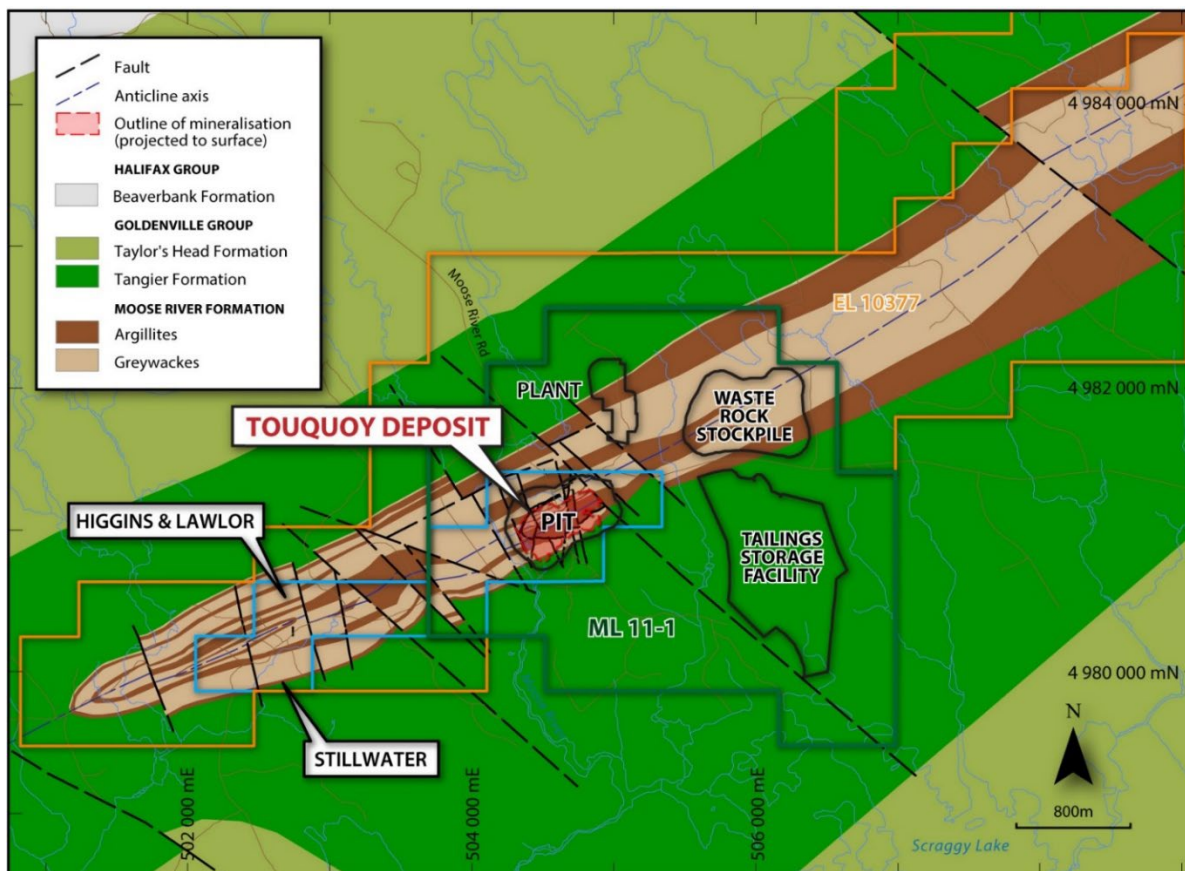 Fault
Anticline axis
Outline of mineralisation
(projected to surface)
HALIFAX GROUP
Beaverbank Formation
GOLDENVILLE GROUP
Taylor's Head Formation
Tangier Formation
MOOSE RIVER FORMATION
Argillites
Greywackes
4 984 000 mN
Moose River Rd
EL 10377
4 982 000 mN
PLANT
WASTE
ROCK
STOCKPILE
TOUQUOY DEPOSIT
HIGGINS & LAWLOR
PIT
TAILINGS
STORAGE
FACILITY
ML 11-1
4 980 000 mN
STILLWATER
N
502 000 mE
504 000 mE
506 000 mE
800m
Scraggy Lake